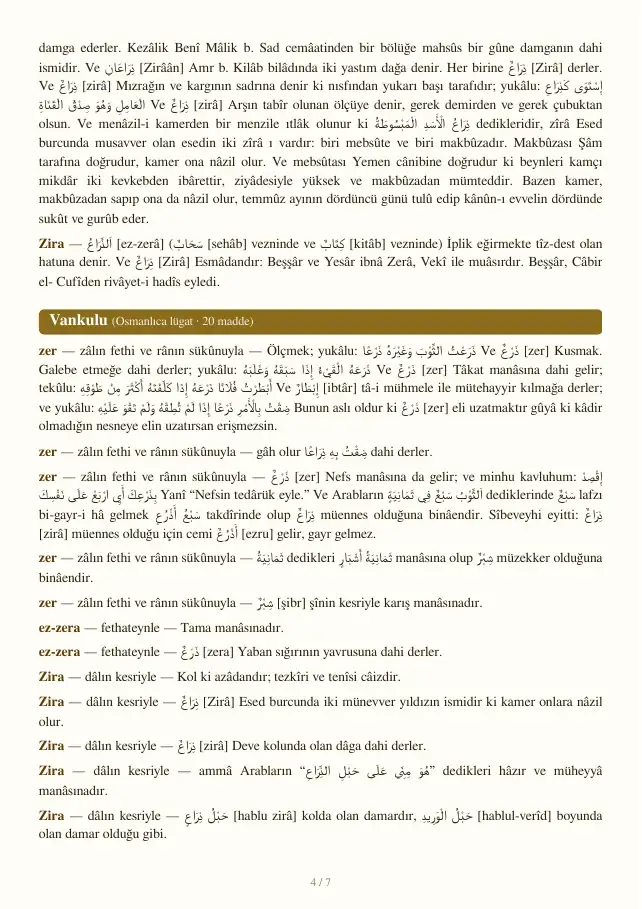 damga ederler. Kezâlik Benî Mâlik b. Sad cemâatinden bir bölüğe mahsûs bir gûne damganın dahi
ismidir. Ve ذِرَاعَانِ [Zirâân] Amr b. Kilâb bilâdında iki yastım dağa denir. Her birine ذِرَاعٌ [Zirâ] derler.
Ve ذِرَاعٌ [zirâ] Mızrağın ve kargının sadrına denir ki nısfından yukarı başı tarafıdır; yukâlu: إِسْتَوَى كَذِرَاعِ
الْعَامِلِ وَهُوَ صِدْقُ الْقَنَاةِ Ve ذِرَاعٌ [zirâ] Arşın tabîr olunan ölçüye denir, gerek demirden ve gerek çubuktan
olsun. Ve menâzil-i kamerden bir menzile ıtlâk olunur ki ذِرَاعُ الْأَسَدِ الْمَبْسُوطَةُ dedikleridir, zîrâ Esed
burcunda musavver olan esedin iki zîrâ ı vardır: biri mebsûte ve biri makbûzadır. Makbûzası Şâm
tarafına doğrudur, kamer ona nâzil olur. Ve mebsûtası Yemen cânibine doğrudur ki beynleri kamçı
mikdâr iki kevkebden ibârettir, ziyâdesiyle yüksek ve makbûzadan mümteddir. Bazen kamer,
makbûzadan sapıp ona da nâzil olur, temmûz ayının dördüncü günü tulû edip kânûn-ı evvelin dördünde
sukût ve gurûb eder.
Zira — اَلذِّرَاعُ [ez-zerâ] (سَحَابٌ [sehâb] vezninde ve كِتَابٌ [kitâb] vezninde) İplik eğirmekte tîz-dest olan
hatuna denir. Ve ذِرَاعٌ [Zirâ] Esmâdandır: Beşşâr ve Yesâr ibnâ Zerâ, Vekî ile muâsırdır. Beşşâr, Câbir
el- Cufîden rivâyet-i hadîs eyledi.
Vankulu (Osmanlıca lügat · 20 madde)
zer — zâlın fethi ve rânın sükûnuyla — Ölçmek; yukâlu: ذَرَعْتُ الثَّوْبَ وَغَيْرَهُ ذَرْعًا Ve ذَرْعٌ [zer] Kusmak.
Galebe etmeğe dahi derler; yukâlu: ذَرَعَهُ الْقَيْءُ إِذَا سَبَقَهُ وَغَلَبَهُ Ve ذَرْعٌ [zer] Tâkat manâsına dahi gelir;
tekûlu: أَبْطَرْتُ فُلَانًا ذَرْعَهُ إِذَا كَلَّفْتَهُ أَكْثَرَ مِنْ طَوْقِهِ Ve إِبْطَارٌ [ibtâr] tâ-i mühmele ile mütehayyir kılmağa derler;
ve yukâlu: ضِقْتُ بِالْأَمْرِ ذَرْعًا إِذَا لَمْ تُطِقْهُ وَلَمْ تَقْوَ عَلَيْهِ Bunun aslı oldur ki ذَرْعٌ [zer] eli uzatmaktır gûyâ ki kâdir
olmadığın nesneye elin uzatırsan erişmezsin.
zer — zâlın fethi ve rânın sükûnuyla — gâh olur ضِقْتُ بِهِ ذِرَاعًا dahi derler.
zer — zâlın fethi ve rânın sükûnuyla — ذَرْعٌ [zer] Nefs manâsına da gelir; ve minhu kavluhum: إِقْصِدْ
بِذَرْعِكَ أَيِ ارْبَعْ عَلَى نَفْسِكَ Yanî “Nefsin tedârük eyle.” Ve Arabların اَلثَّوْبُ سَبْعٌ فِي ثَمَانِيَةٍ dediklerinde سَبْعٌ lafzı
bi-gayr-i hâ gelmek سَبْعُ أَذْرُعٍ takdîrinde olup ذِرَاعٌ müennes olduğuna binâendir. Sîbeveyhi eyitti: ذِرَاعٌ
[zirâ] müennes olduğu için cemi أَذْرُعٌ [ezru] gelir, gayr gelmez.
zer — zâlın fethi ve rânın sükûnuyla — ثَمَانِيَةٌ dedikleri ثَمَانِيَةُ أَشْبَارٍ manâsına olup شِبْرٌ müzekker olduğuna
binâendir.
zer — zâlın fethi ve rânın sükûnuyla — شِبْرٌ [şibr] şînin kesriyle karış manâsınadır.
ez-zera — fethateynle — Tama manâsınadır.
ez-zera — fethateynle — ذَرَعٌ [zera] Yaban sığırının yavrusuna dahi derler.
Zira — dâlın kesriyle — Kol ki azâdandır; tezkîri ve tenîsi câizdir.
Zira — dâlın kesriyle — ذِرَاعٌ [Zirâ] Esed burcunda iki münevver yıldızın ismidir ki kamer onlara nâzil
olur.
Zira — dâlın kesriyle — ذِرَاعٌ [zirâ] Deve kolunda olan dâga dahi derler.
Zira — dâlın kesriyle — ammâ Arabların “هُوَ مِنِّي عَلَى حَبْلِ الذِّرَاعِ” dedikleri hâzır ve müheyyâ
manâsınadır.
Zira — dâlın kesriyle — حَبْلُ ذِرَاعٍ [hablu zirâ] kolda olan damardır, حَبْلُ الْوَرِيدِ [hablul-verîd] boyunda
olan damar olduğu gibi.
4 / 7